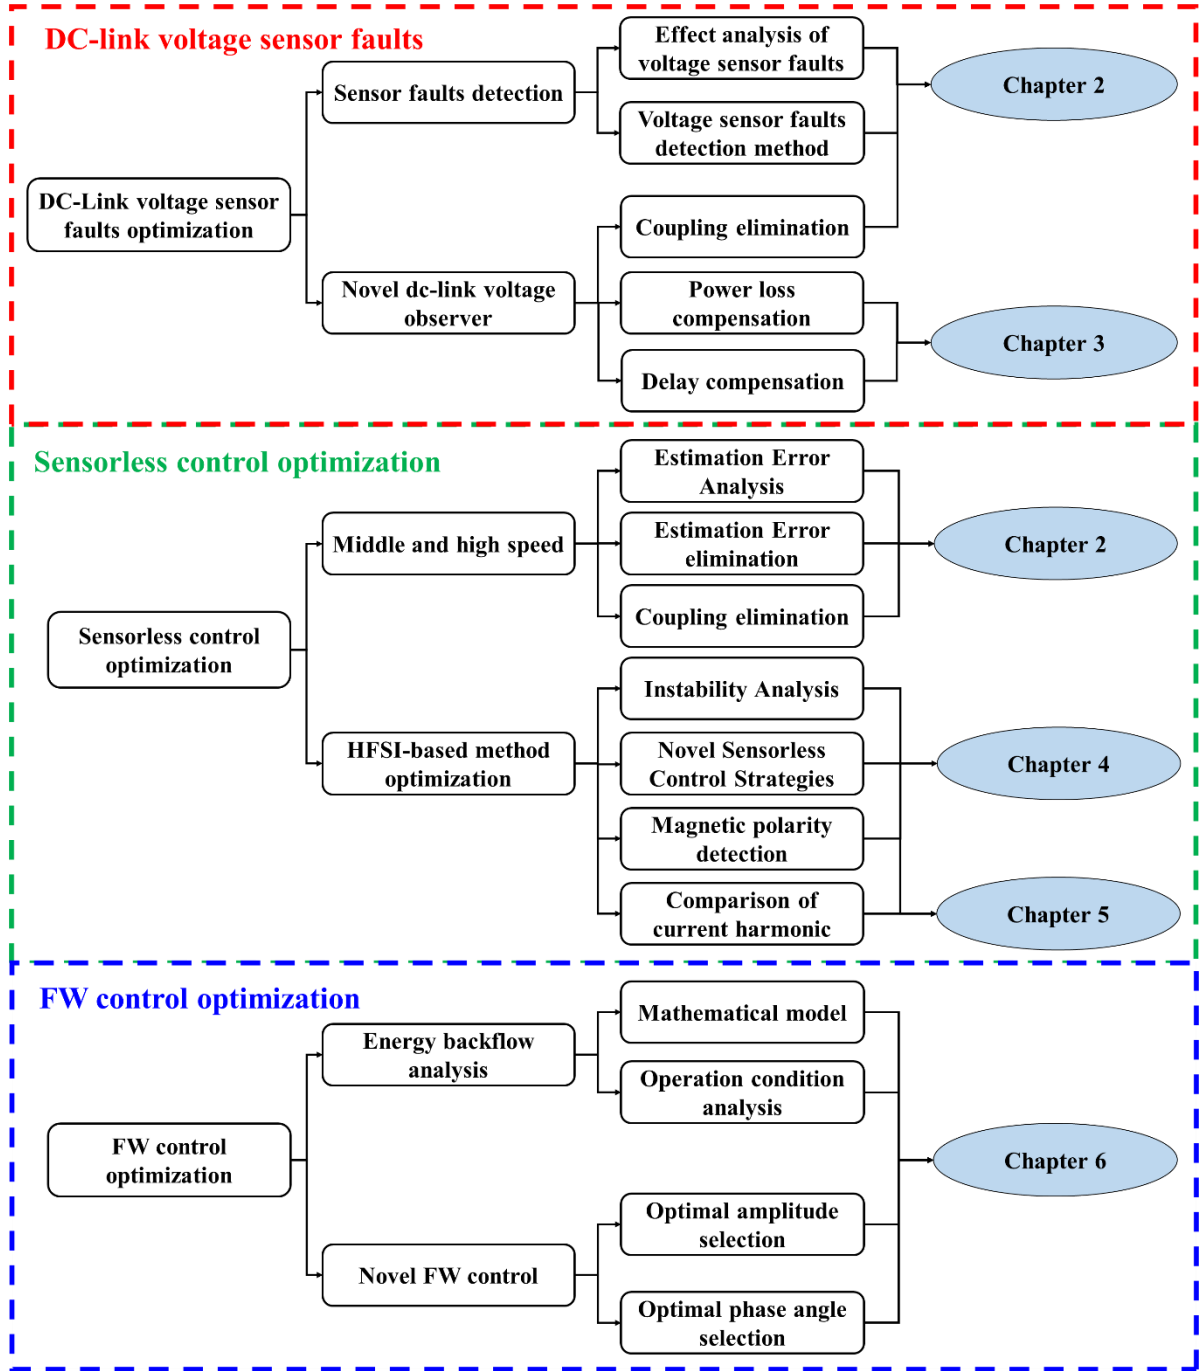 DC-link voltage sensor faults
Effect analysis of
voltage sensor faults
Chapter 2
Sensor faults detection
Voltage sensor faults
detection method
DC-Link voltage sensor
faults optimization
Coupling elimination
Novel dc-link voltage
observer
Power loss
compensation
Chapter 3
Delay compensation
Sensorless control optimization
Estimation Error
Analysis
Middle and high speed
Estimation Error
elimination
Chapter 2
Coupling elimination
Sensorless control
optimization
Instability Analysis
HFSI-based method
optimization
Novel Sensorless
Control Strategies
Chapter 4
Magnetic polarity
detection
Comparison of
current harmonic
Chapter 5
FW control optimization
Mathematical model
Energy backflow
analysis
Operation condition
analysis
FW control
optimization
Chapter 6
Optimal amplitude
selection
Novel FW control
Optimal phase angle
selection